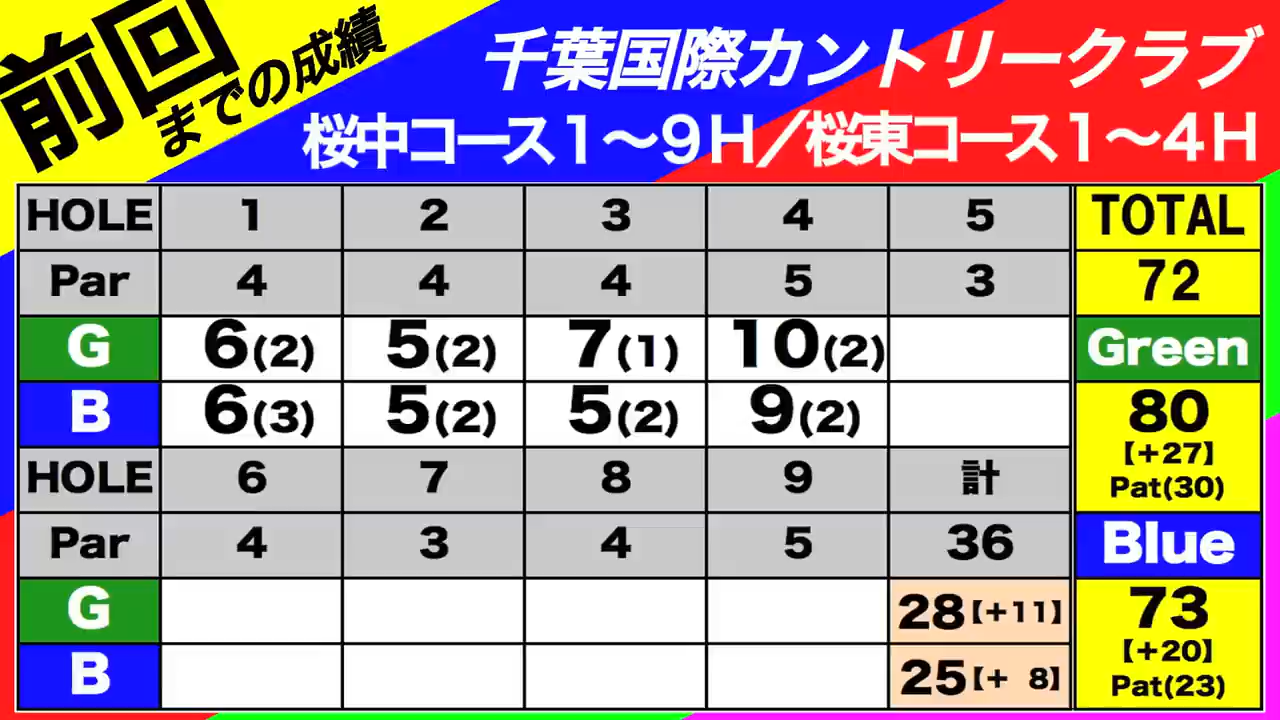 前回
までの成績
千葉国際カントリークラブ
桜中コース1〜9H／桜東コース1〜4H
HOLE 1 2 3 4 5 TOTAL
Par 4 4 4 5 3 72
G 6(2) 5(2) 7(1) 10(2) Green
B 6(3) 5(2) 5(2) 9(2) 80
【+27】
HOLE 6 7 8 9 計 Pat(30)
Par 4 3 4 5 36 Blue
G 28【+11】 73
【+20】
B 25【+ 8】 Pat(23)